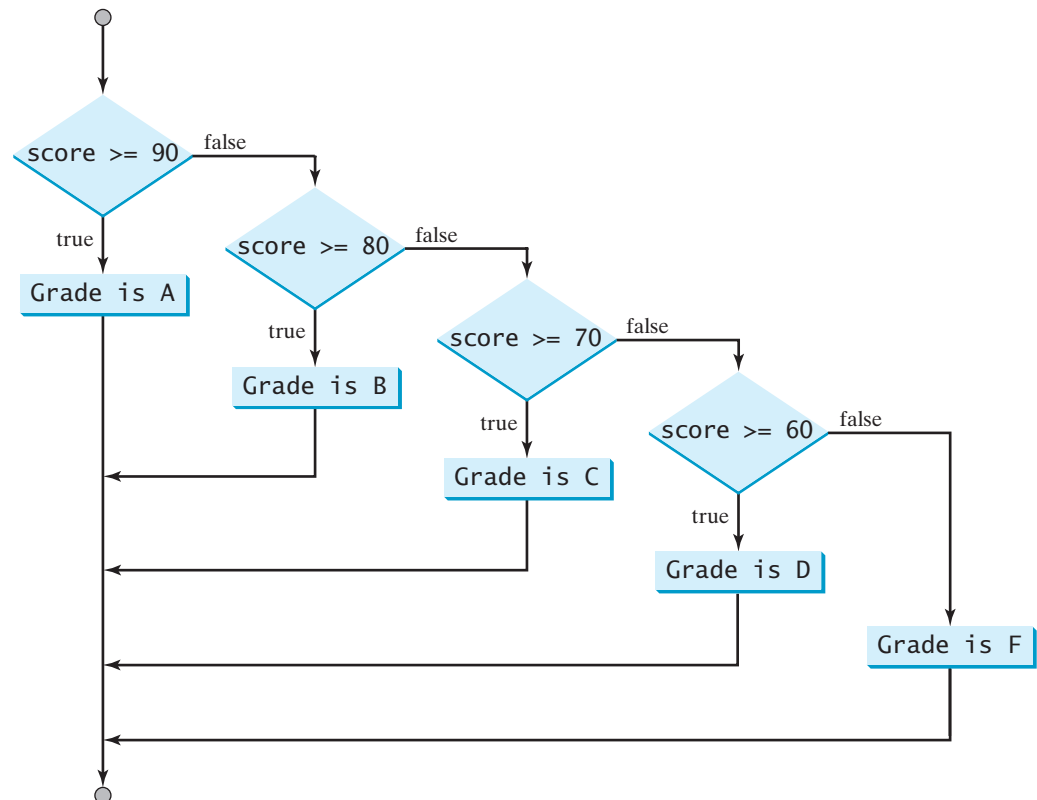 score >= 90
false
true
Grade is A
score >= 80
false
true
Grade is B
score >= 70
false
true
Grade is C
score >= 60
false
true
Grade is D
Grade is F